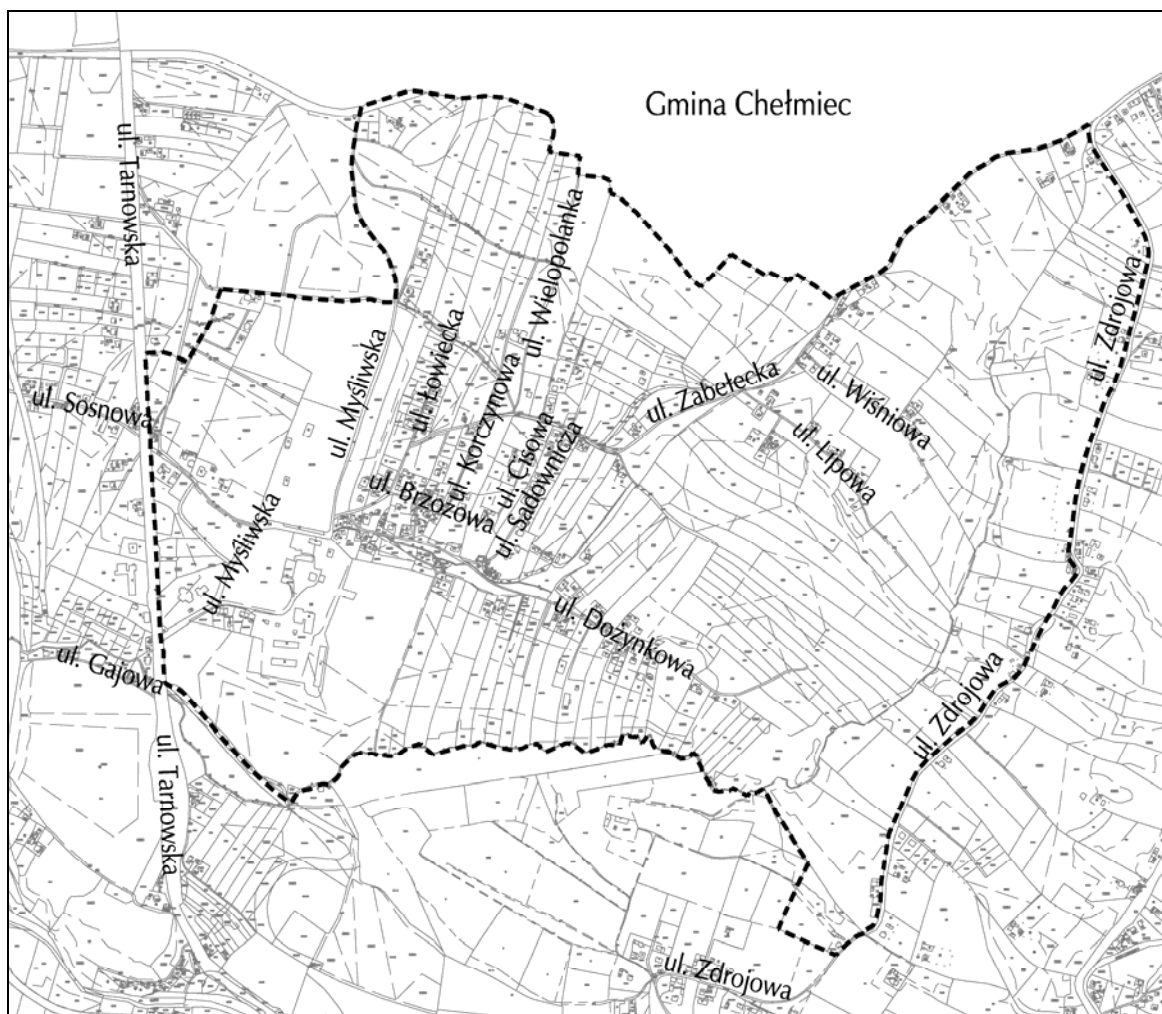 Gmina Chełmiec
ul. Tarnowska
ul. Wielopolanka
ul. Zdrojowa
ul. Myśliwska
ul. Łowiecka
ul. Korczynowa
ul. Zabełecka
ul. Wiśniowa
ul. Sosnowa
ul. Lipowa
ul. Cisowa
ul. Sadownicza
ul. Brzozowa
ul. Myśliwska
ul. Dożynkowa
ul. Gajowa
ul. Zdrojowa
ul. Tarnowska
ul. Zdrojowa